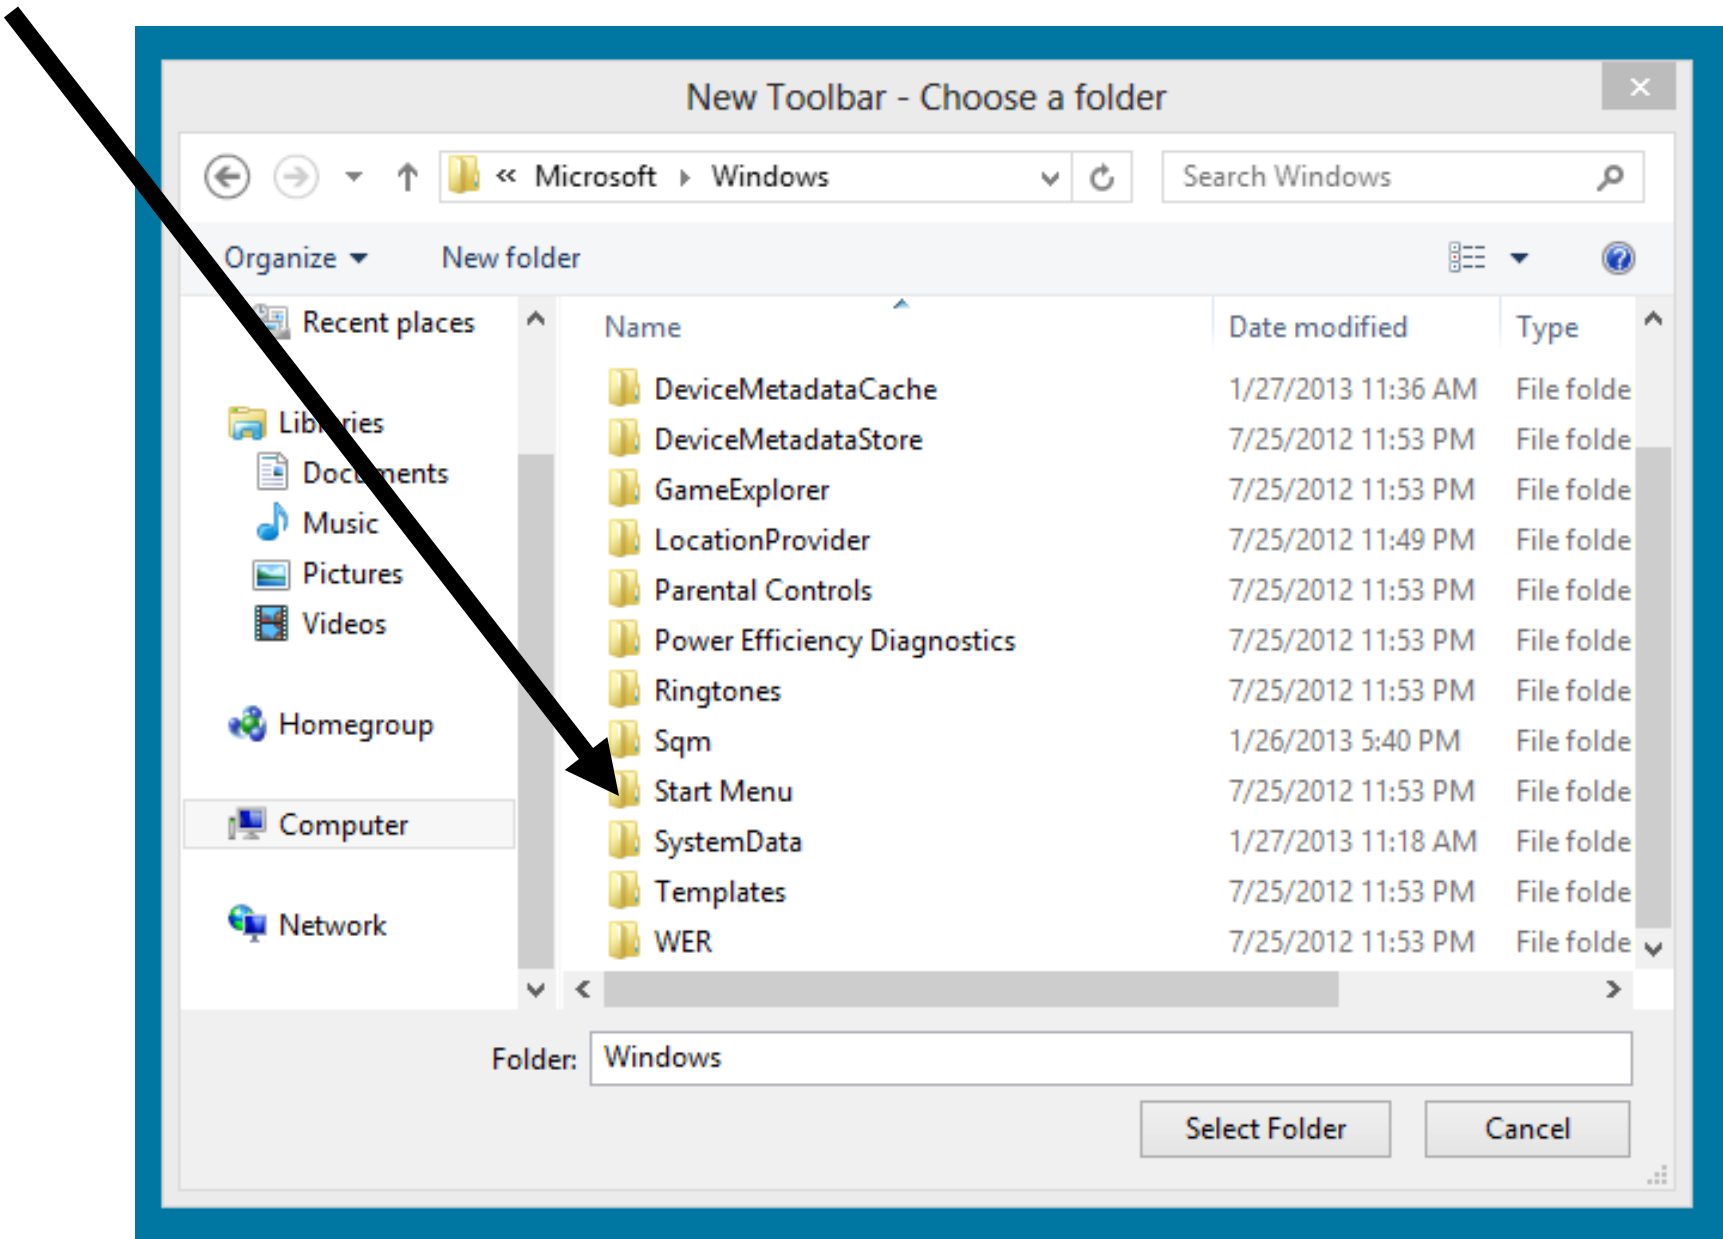 New Toolbar - Choose a folder
« Microsoft Windows Search Windows
Organize New folder
Recent places
Libraries
Documents
Music
Pictures
Videos
Homegroup
Computer
Network
Name Date modified Type
DeviceMetadataCache 1/27/2013 11:36 AM File folde
DeviceMetadataStore 7/25/2012 11:53 PM File folde
GameExplorer 7/25/2012 11:53 PM File folde
LocationProvider 7/25/2012 11:49 PM File folde
Parental Controls 7/25/2012 11:53 PM File folde
Power Efficiency Diagnostics 7/25/2012 11:53 PM File folde
Ringtones 7/25/2012 11:53 PM File folde
Sqm 1/26/2013 5:40 PM File folde
Start Menu 7/25/2012 11:53 PM File folde
SystemData 1/27/2013 11:18 AM File folde
Templates 7/25/2012 11:53 PM File folde
WER 7/25/2012 11:53 PM File folde
Folder: Windows
Select Folder Cancel